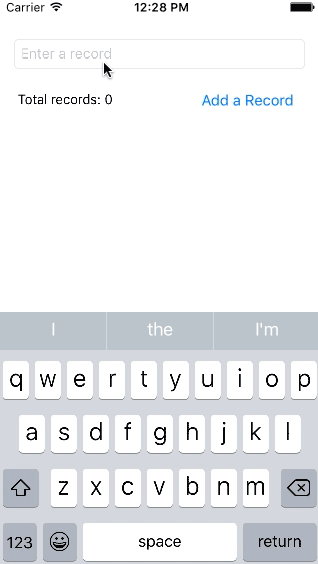 Carrier 12:28 PM
Enter a record
Total records: 0 Add a Record
I the I'm
q w e r t y u i o p
a s d f g h j k l
z x c v b n m
123 space return